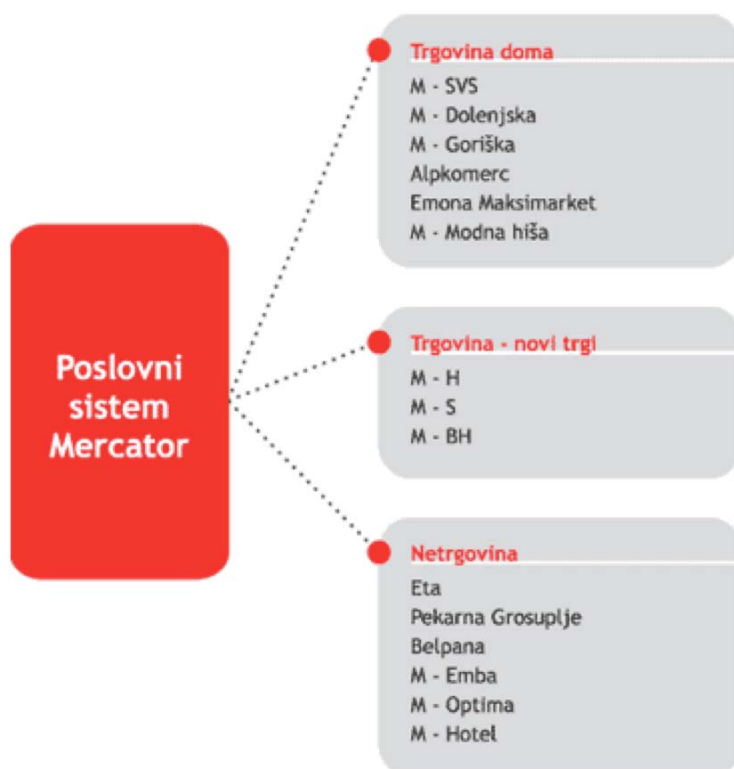 Poslovni
sistem
Mercator
Trgovina doma
M - SVS
M - Dolenjska
M - Goriška
Alpkomerc
Emona Maksimarket
M - Modna hiša
Trgovina - novi trgi
M - H
M - S
M - BH
Netrgovina
Eta
Pekarna Grosuplje
Belpana
M - Emba
M - Optima
M - Hotel